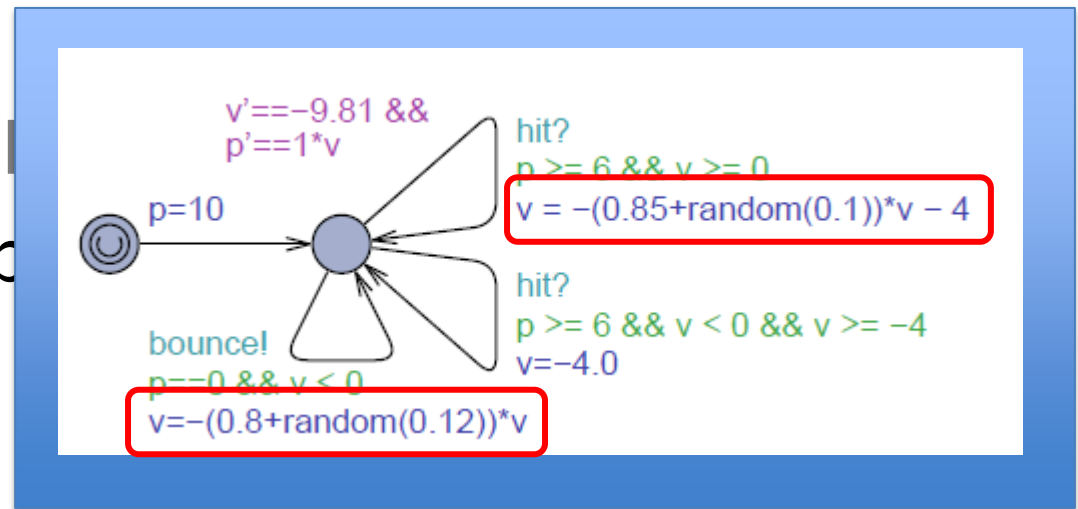 v’==−9.81 &&
p’==1*v
hit?
p >= 6 && v >= 0
v = −(0.85+random(0.1))*v − 4
p=10
hit?
p >= 6 && v < 0 && v >= −4
v=−4.0
bounce!
p==0 && v < 0
v=−(0.8+random(0.12))*v